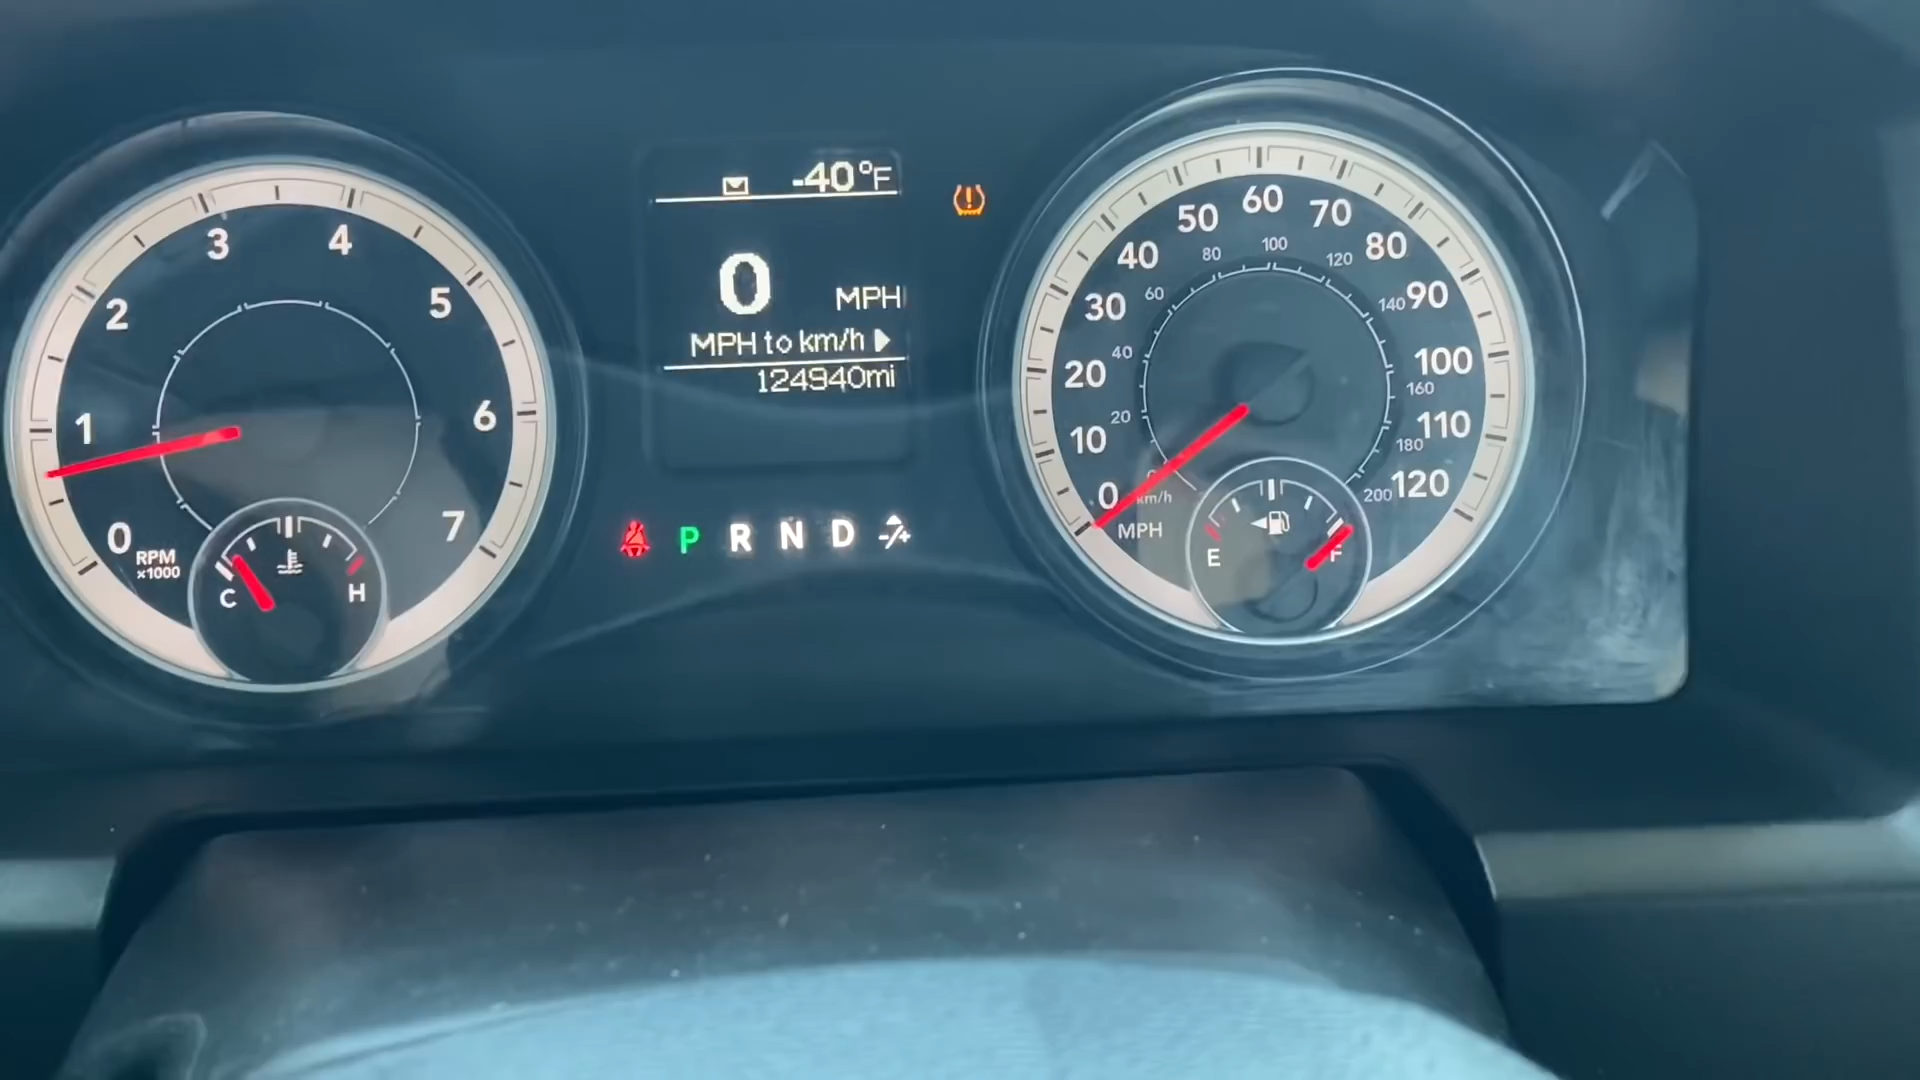 0
1
2
3
4
5
6
7
RPM
x1000
C
H
-40°F
0 MPH
MPH to km/h
124940mi
P R N D -/+
0
10
20
30
40
50
60
70
80
90
100
110
120
MPH
20
40
60
80
100
120
140
160
180
200
km/h
E
F